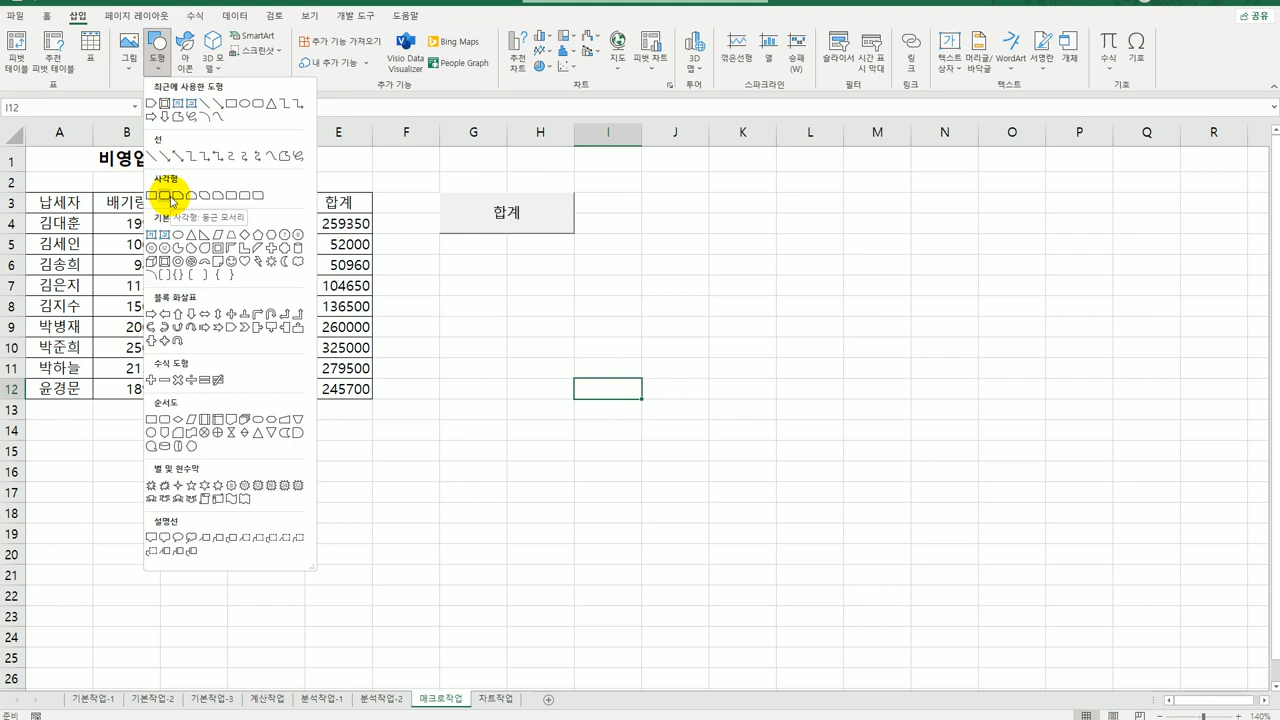 파일 홈 삽입 페이지 레이아웃 수식 데이터 검토 보기 개발 도구 도움말 공유
피벗 테이블 추천 피벗 테이블 표 그림 도형 아이콘 3D 모델 SmartArt 스크린샷 추가 기능 가져오기 내 추가 기능 Visio Data Visualizer Bing Maps People Graph 추천 차트 지도 피벗 차트 3D 맵 꺾은선형 열 승패 (W) 슬라이서 시간 표시 막대 링크 텍스트 상자 머리글/바닥글 WordArt 서명란 개체 수식 기호
표 추가 기능 차트 투어 스파크라인 필터 링크 텍스트 기호
I12
A B E F G H I J K L M N O P Q R
1 비영업
2
3 납세자 배기량 합계 합계
4 김대훈 259350
5 김세인 52000
6 김송희 50960
7 김은지 104650
8 김지수 136500
9 박병재 260000
10 박준희 325000
11 박하늘 279500
12 윤경문 245700
13
14
15
16
17
18
19
20
21
22
23
24
25
26
최근에 사용한 도형
선
사각형
사각형: 둥근 모서리
기본
블록 화살표
수식 도형
순서도
별 및 현수막
설명선
기본작업-1 기본작업-2 기본작업-3 계산작업 분석작업-1 분석작업-2 매크로작업 차트작업
준비 140%